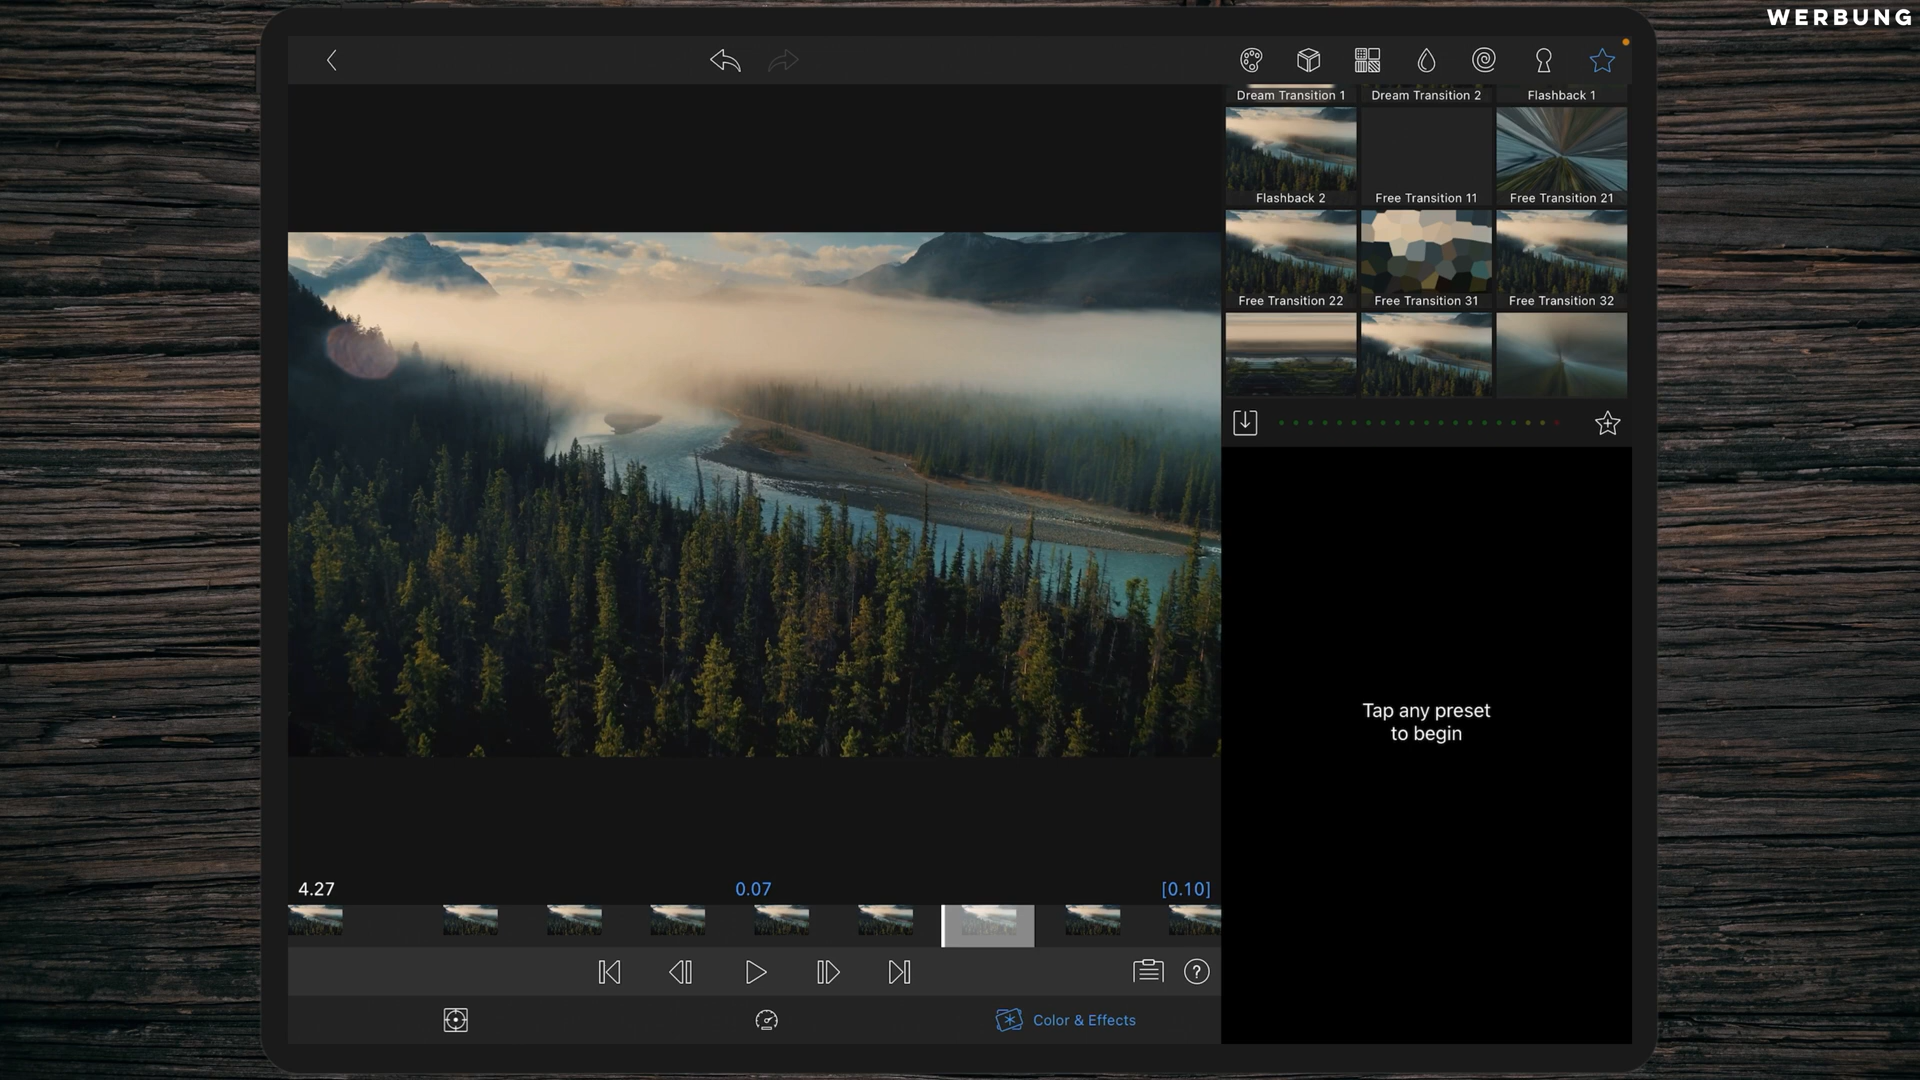 WERBUNG
Dream Transition 1
Dream Transition 2
Flashback 1
Flashback 2
Free Transition 11
Free Transition 21
Free Transition 22
Free Transition 31
Free Transition 32
Tap any preset
to begin
4.27
0.07
[0.10]
?
Color & Effects